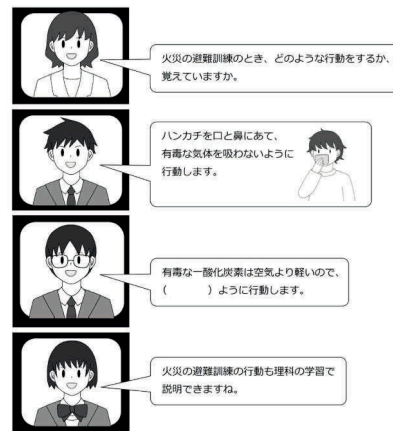 火災の避難訓練のとき、どのような行動をするか、
覚えていますか。
ハンカチを口と鼻にあて、
有毒な気体を吸わないように
行動します。
有毒な一酸化炭素は空気より軽いので、
（　　　　）ように行動します。
火災の避難訓練の行動も理科の学習で
説明できますね。